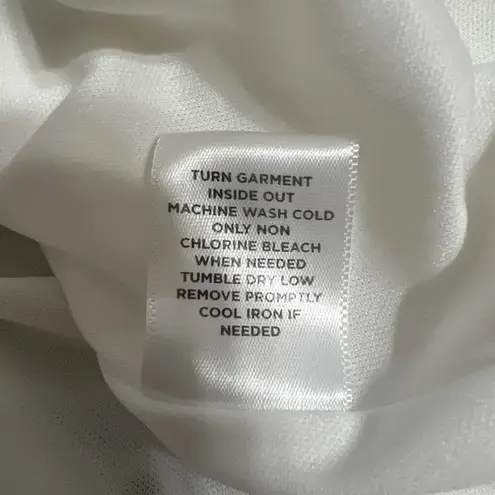 TURN GARMENT
INSIDE OUT
MACHINE WASH COLD
ONLY NON
CHLORINE BLEACH
WHEN NEEDED
TUMBLE DRY LOW
REMOVE PROMPTLY
COOL IRON IF
NEEDED